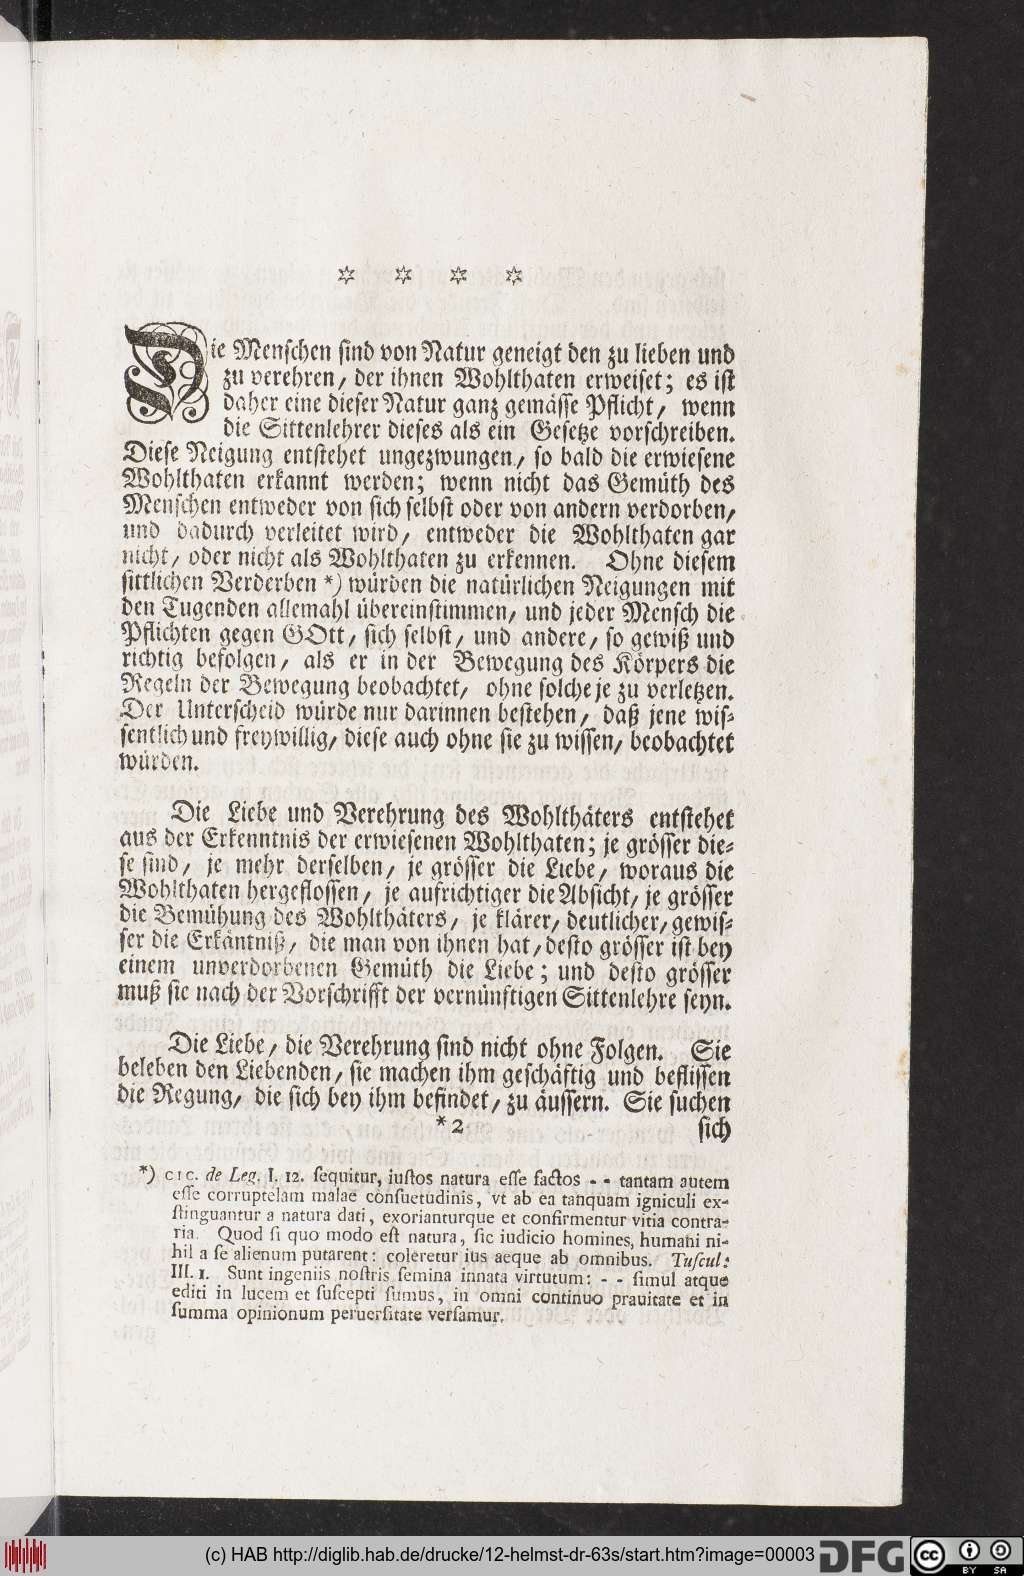 Die Menschen sind von Natur geneigt den zu lieben und
zu verehren, der ihnen Wohlthaten erweiset; es ist
daher eine dieser Natur ganz gemässe Pflicht, wenn
die Sittenlehrer dieses als ein Gesetze vorschreiben.
Diese Neigung entstehet ungezwungen, so bald die erwiesene
Wohlthaten erkannt werden; wenn nicht das Gemüth des
Menschen entweder von sich selbst oder von andern verdorben,
und dadurch verleitet wird, entweder die Wohlthaten gar
nicht, oder nicht als Wohlthaten zu erkennen. Ohne diesem
sittlichen Verderben *) würden die natürlichen Neigungen mit
den Tugenden allemahl übereinstimmen, und jeder Mensch die
Pflichten gegen GOtt, sich selbst, und andere, so gewiß und
richtig befolgen, als er in der Bewegung des Körpers die
Regeln der Bewegung beobachtet, ohne solche je zu verletzen.
Der Unterscheid würde nur darinnen bestehen, daß jene wis-
sentlich und freywillig, diese auch ohne sie zu wissen, beobachtet
würden.
Die Liebe und Verehrung des Wohlthäters entstehet
aus der Erkenntnis der erwiesenen Wohlthaten; je grösser die-
se sind, je mehr derselben, je grösser die Liebe, woraus die
Wohlthaten hergeflossen, je aufrichtiger die Absicht, je grösser
die Bemühung des Wohlthäters, je klärer, deutlicher, gewis-
ser die Erkäntniß, die man von ihnen hat, desto grösser ist bey
einem unverdorbenen Gemüth die Liebe; und desto grösser
muß sie nach der Vorschrifft der vernünftigen Sittenlehre seyn.
Die Liebe, die Verehrung sind nicht ohne Folgen. Sie
beleben den Liebenden, sie machen ihm geschäftig und beflissen
die Regung, die sich bey ihm befindet, zu äussern. Sie suchen
*2 sich
*) CIC. de Leg. I. 12. sequitur, iustos natura esse factos - - tantam autem
esse corruptelam malae consuetudinis, vt ab ea tanquam igniculi ex-
stinguantur a natura dati, exorianturque et confirmentur vitia contra-
ria. Quod si quo modo est natura, sic iudicio homines, humani ni-
hil a se alienum putarent: coleretur ius aeque ab omnibus. Tuscul:
III. 1. Sunt ingeniis nostris semina innata virtutum: - - simul atque
editi in lucem et suscepti sumus, in omni continuo prauitate et in
summa opinionum peruersitate versamur.
(c) HAB http://diglib.hab.de/drucke/12-helmst-dr-63s/start.htm?image=00003 DFG cc BY SA